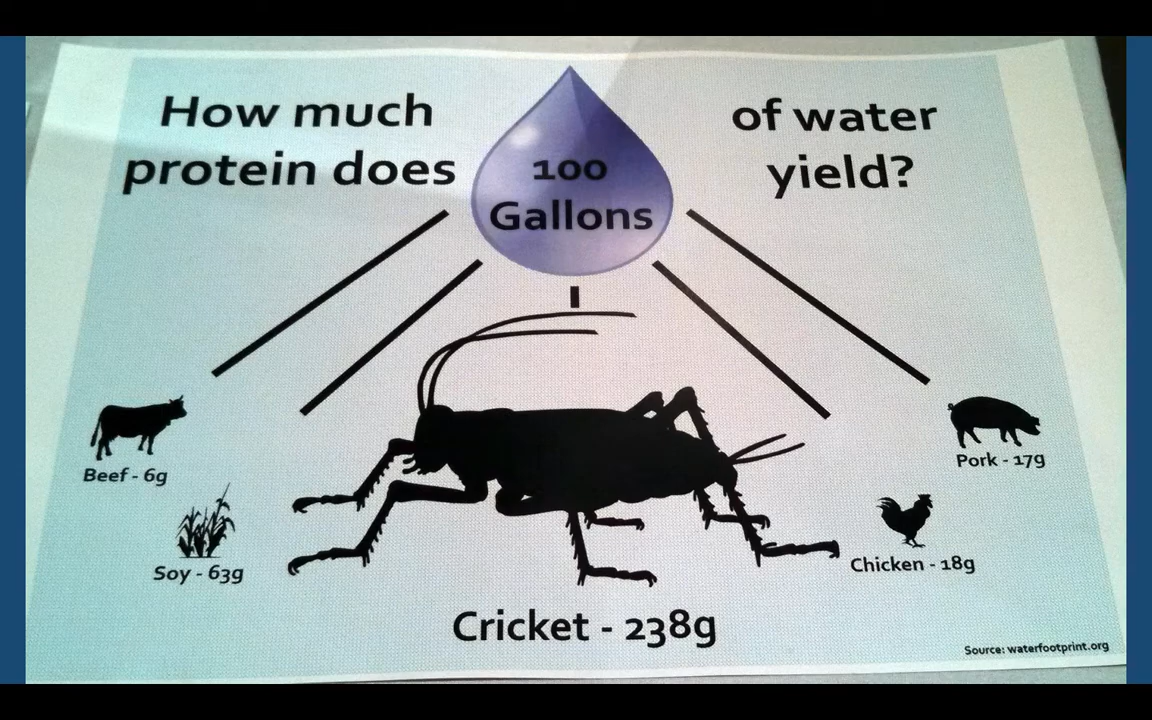 How much
protein does
100
Gallons
of water
yield?
Beef - 6g
Soy - 63g
Cricket - 238g
Chicken - 18g
Pork - 17g
Source: waterfootprint.org